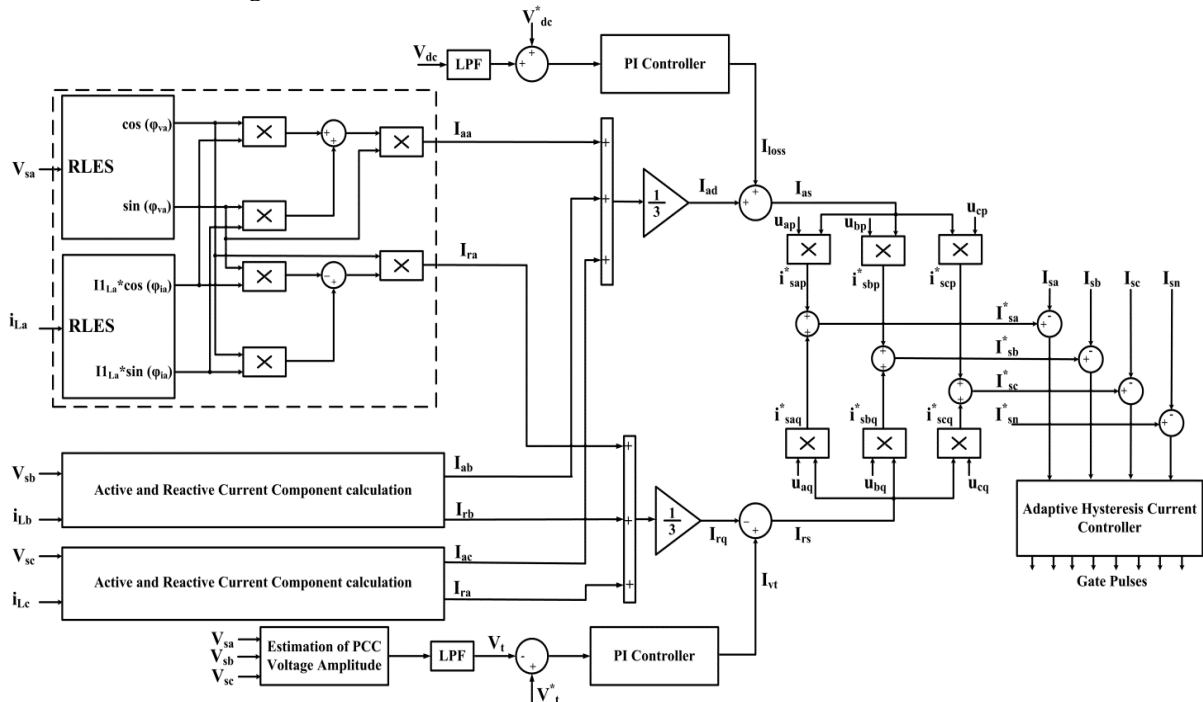 V*dc
Vdc
LPF
+
PI Controller
Iloss
Vsa
RLES
cos (φva)
sin (φva)
×
×
+
+
×
Iaa
iLa
RLES
I1La*cos (φia)
I1La*sin (φia)
×
×
-
×
Ira
+
+
+
1/3
Iad
+
+
Ias
uap
ubp
ucp
×
×
×
i*sap
i*sbp
i*scp
Isa
Isb
Isc
Isn
+
+
I*sa
+
-
+
+
I*sb
+
-
+
+
I*sc
+
-
I*sn
+
-
i*saq
i*sbq
i*scq
×
×
×
uaq
ubq
ucq
Vsb
iLb
Active and Reactive Current Component calculation
Iab
Irb
Vsc
iLc
Active and Reactive Current Component calculation
Iac
Ira
+
+
+
1/3
Irq
-
+
Irs
Ivt
Adaptive Hysteresis Current
Controller
Gate Pulses
Vsa
Vsb
Vsc
Estimation of PCC
Voltage Amplitude
LPF
Vt
-
+
V*t
PI Controller